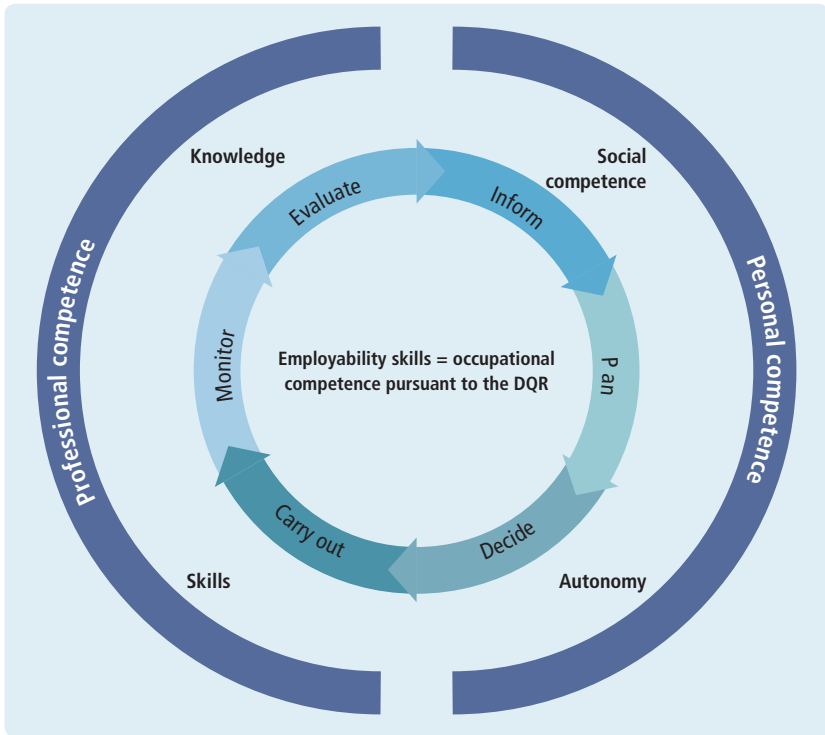 Professional competence
Personal competence
Knowledge
Social
competence
Skills
Autonomy
Evaluate
Inform
P an
Decide
Carry out
Monitor
Employability skills = occupational
competence pursuant to the DQR